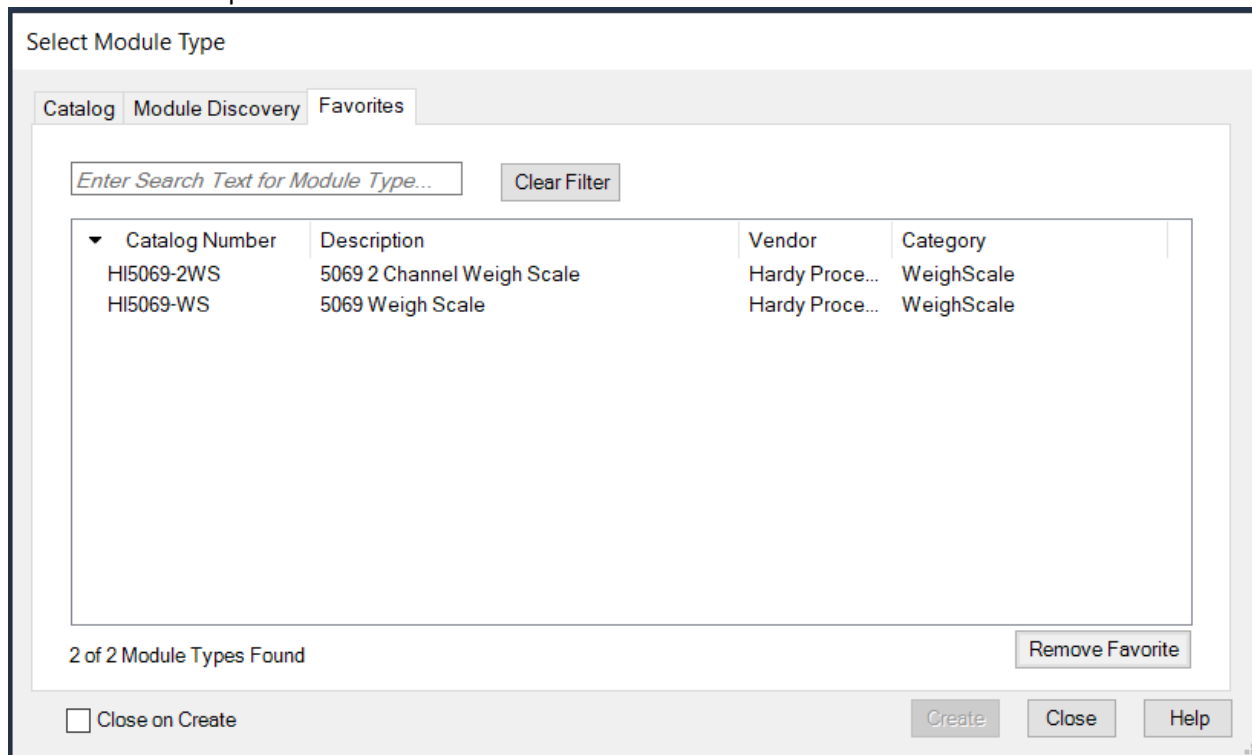 Select Module Type
Catalog Module Discovery Favorites
Enter Search Text for Module Type... Clear Filter
Catalog Number Description Vendor Category
HI5069-2WS 5069 2 Channel Weigh Scale Hardy Proce... WeighScale
HI5069-WS 5069 Weigh Scale Hardy Proce... WeighScale
2 of 2 Module Types Found Remove Favorite
Close on Create Create Close Help